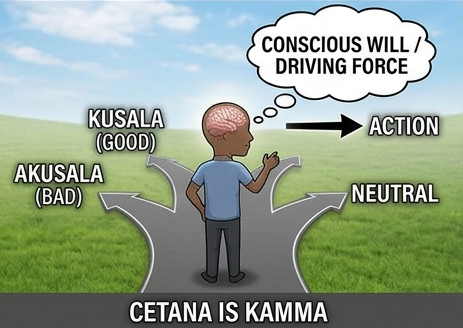 CONSCIOUS WILL /
DRIVING FORCE
KUSALA
(GOOD)
ACTION
AKUSALA
(BAD)
NEUTRAL
CETANA IS KAMMA